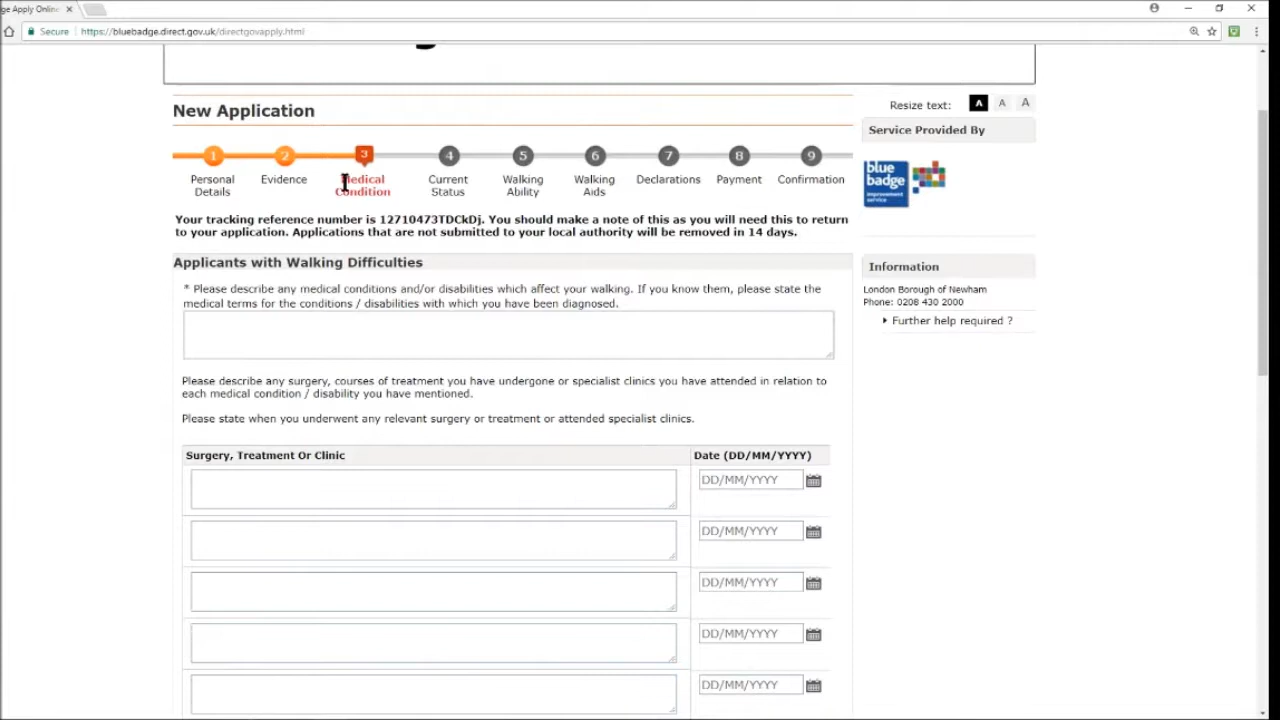 ge Apply Online
Secure
https://bluebadge.direct.gov.uk/directgovapply.html
New Application
Resize text: A A A
1 2 3 4 5 6 7 8 9
Personal Details
Evidence
Medical Condition
Current Status
Walking Ability
Walking Aids
Declarations
Payment
Confirmation
Service Provided By
blue badge improvement service
Your tracking reference number is 12710473TDCkDj. You should make a note of this as you will need this to return
to your application. Applications that are not submitted to your local authority will be removed in 14 days.
Information
London Borough of Newham
Phone: 0208 430 2000
Further help required ?
Applicants with Walking Difficulties
* Please describe any medical conditions and/or disabilities which affect your walking. If you know them, please state the
medical terms for the conditions / disabilities with which you have been diagnosed.
Please describe any surgery, courses of treatment you have undergone or specialist clinics you have attended in relation to
each medical condition / disability you have mentioned.
Please state when you underwent any relevant surgery or treatment or attended specialist clinics.
Surgery, Treatment Or Clinic
Date (DD/MM/YYYY)
DD/MM/YYYY
DD/MM/YYYY
DD/MM/YYYY
DD/MM/YYYY
DD/MM/YYYY